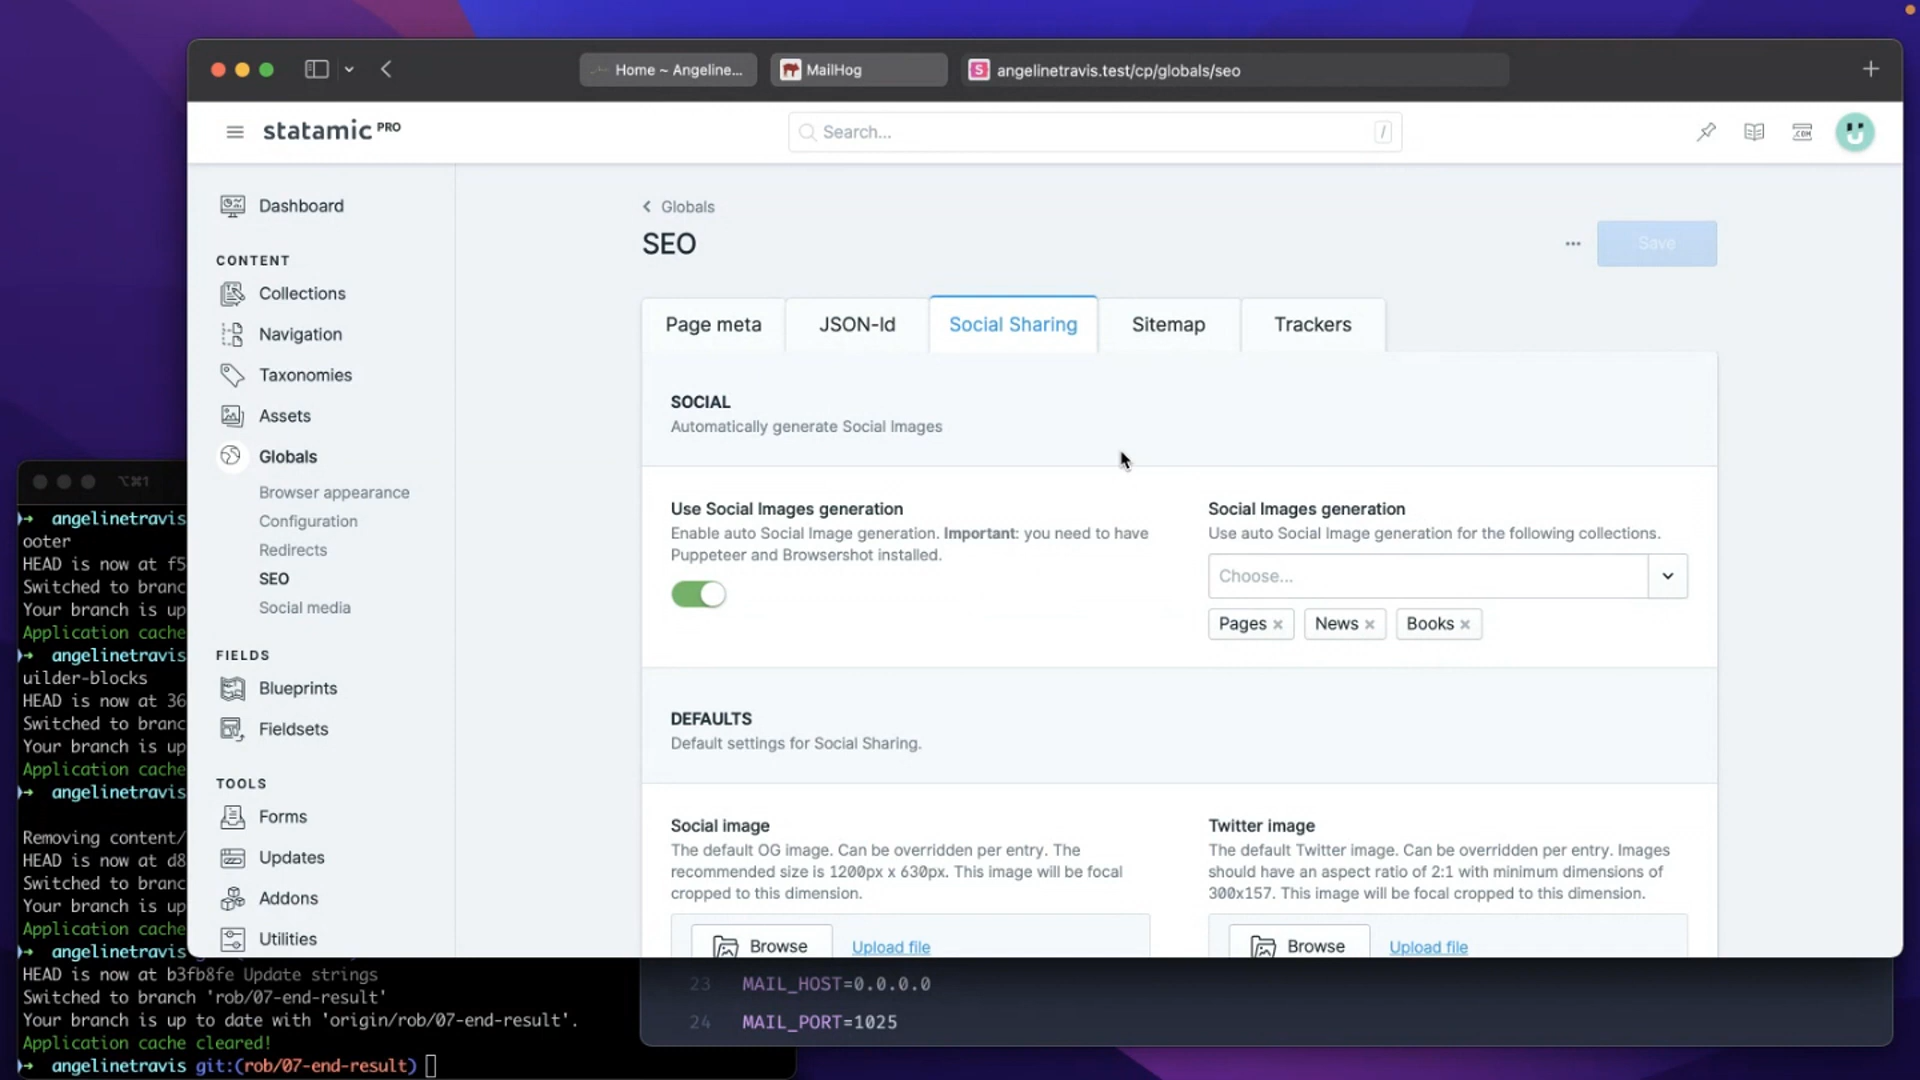 Home ~ Angeline...
MailHog
angelinetravis.test/cp/globals/seo
statamic PRO
Search...
/
.COM
Dashboard
CONTENT
Collections
Navigation
Taxonomies
Assets
Globals
Browser appearance
Configuration
Redirects
SEO
Social media
FIELDS
Blueprints
Fieldsets
TOOLS
Forms
Updates
Addons
Utilities
Globals
SEO
Save
Page meta
JSON-ld
Social Sharing
Sitemap
Trackers
SOCIAL
Automatically generate Social Images
Use Social Images generation
Enable auto Social Image generation. Important: you need to have
Puppeteer and Browsershot installed.
Social Images generation
Use auto Social Image generation for the following collections.
Choose...
Pages ×
News ×
Books ×
DEFAULTS
Default settings for Social Sharing.
Social image
The default OG image. Can be overridden per entry. The
recommended size is 1200px x 630px. This image will be focal
cropped to this dimension.
Browse
Upload file
Twitter image
The default Twitter image. Can be overridden per entry. Images
should have an aspect ratio of 2:1 with minimum dimensions of
300x157. This image will be focal cropped to this dimension.
Browse
Upload file
⌥⌘1
→ angelinetravis
ooter
HEAD is now at f5
Switched to branc
Your branch is up
Application cache
→ angelinetravis
uilder-blocks
HEAD is now at 36
Switched to branc
Your branch is up
Application cache
→ angelinetravis
Removing content/
HEAD is now at d8
Switched to branc
Your branch is up
Application cache
→ angelinetravis
HEAD is now at b3fb8fe Update strings
Switched to branch 'rob/07-end-result'
Your branch is up to date with 'origin/rob/07-end-result'.
Application cache cleared!
→ angelinetravis git:(rob/07-end-result)
23 MAIL_HOST=0.0.0.0
24 MAIL_PORT=1025